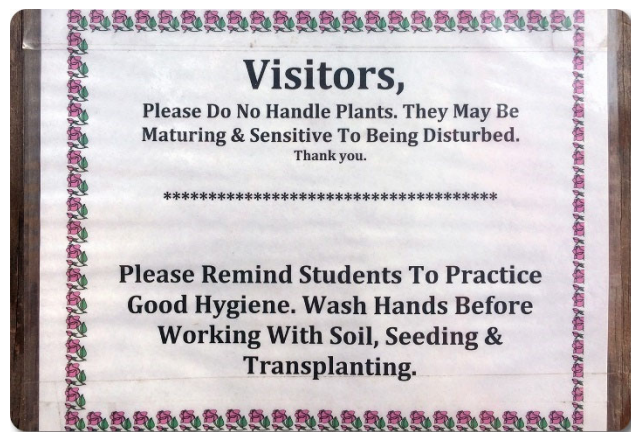 Visitors,
Please Do No Handle Plants. They May Be
Maturing & Sensitive To Being Disturbed.
Thank you.
*************************************
Please Remind Students To Practice
Good Hygiene. Wash Hands Before
Working With Soil, Seeding &
Transplanting.